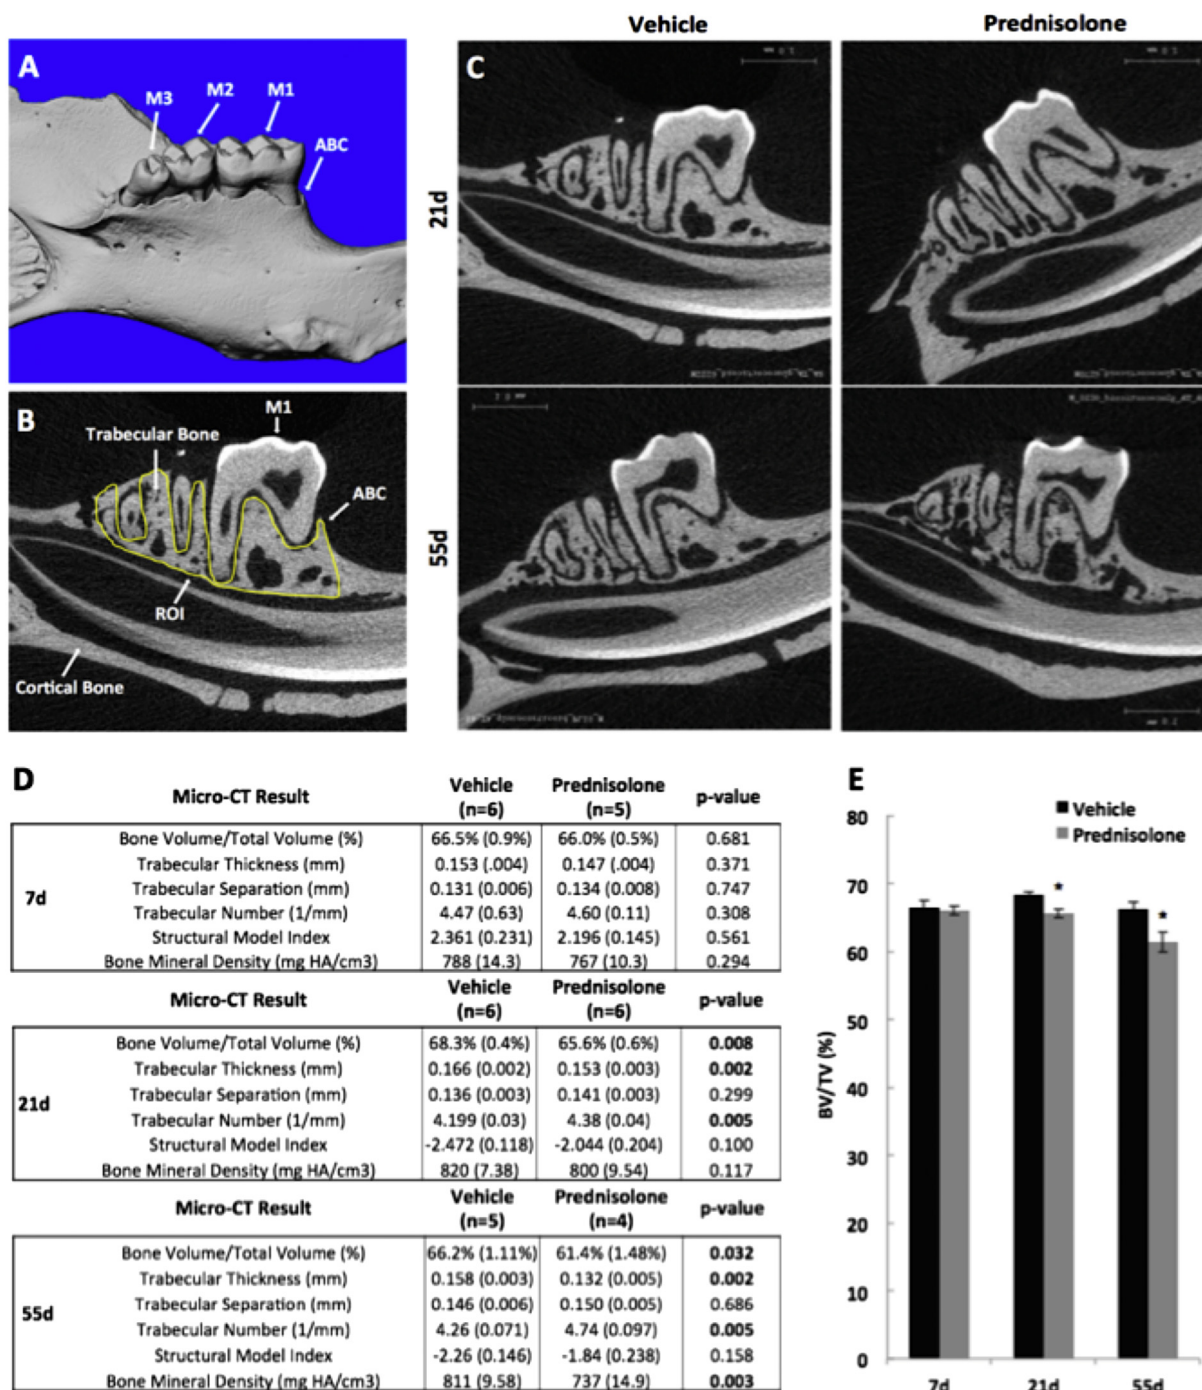 Vehicle
Prednisolone
A
M3
M2
M1
ABC
B
M1
Trabecular Bone
ABC
ROI
Cortical Bone
C
21d
55d
D
Micro-CT Result Vehicle (n=6) Prednisolone (n=5) p-value
7d
Bone Volume/Total Volume (%) 66.5% (0.9%) 66.0% (0.5%) 0.681
Trabecular Thickness (mm) 0.153 (.004) 0.147 (.004) 0.371
Trabecular Separation (mm) 0.131 (0.006) 0.134 (0.008) 0.747
Trabecular Number (1/mm) 4.47 (0.63) 4.60 (0.11) 0.308
Structural Model Index 2.361 (0.231) 2.196 (0.145) 0.561
Bone Mineral Density (mg HA/cm3) 788 (14.3) 767 (10.3) 0.294
Micro-CT Result Vehicle (n=6) Prednisolone (n=6) p-value
21d
Bone Volume/Total Volume (%) 68.3% (0.4%) 65.6% (0.6%) 0.008
Trabecular Thickness (mm) 0.166 (0.002) 0.153 (0.003) 0.002
Trabecular Separation (mm) 0.136 (0.003) 0.141 (0.003) 0.299
Trabecular Number (1/mm) 4.199 (0.03) 4.38 (0.04) 0.005
Structural Model Index -2.472 (0.118) -2.044 (0.204) 0.100
Bone Mineral Density (mg HA/cm3) 820 (7.38) 800 (9.54) 0.117
Micro-CT Result Vehicle (n=5) Prednisolone (n=4) p-value
55d
Bone Volume/Total Volume (%) 66.2% (1.11%) 61.4% (1.48%) 0.032
Trabecular Thickness (mm) 0.158 (0.003) 0.132 (0.005) 0.002
Trabecular Separation (mm) 0.146 (0.006) 0.150 (0.005) 0.686
Trabecular Number (1/mm) 4.26 (0.071) 4.74 (0.097) 0.005
Structural Model Index -2.26 (0.146) -1.84 (0.238) 0.158
Bone Mineral Density (mg HA/cm3) 811 (9.58) 737 (14.9) 0.003
E
Vehicle
Prednisolone
BV/TV (%)
80
70
60
50
40
30
20
10
0
*
*
7d
21d
55d